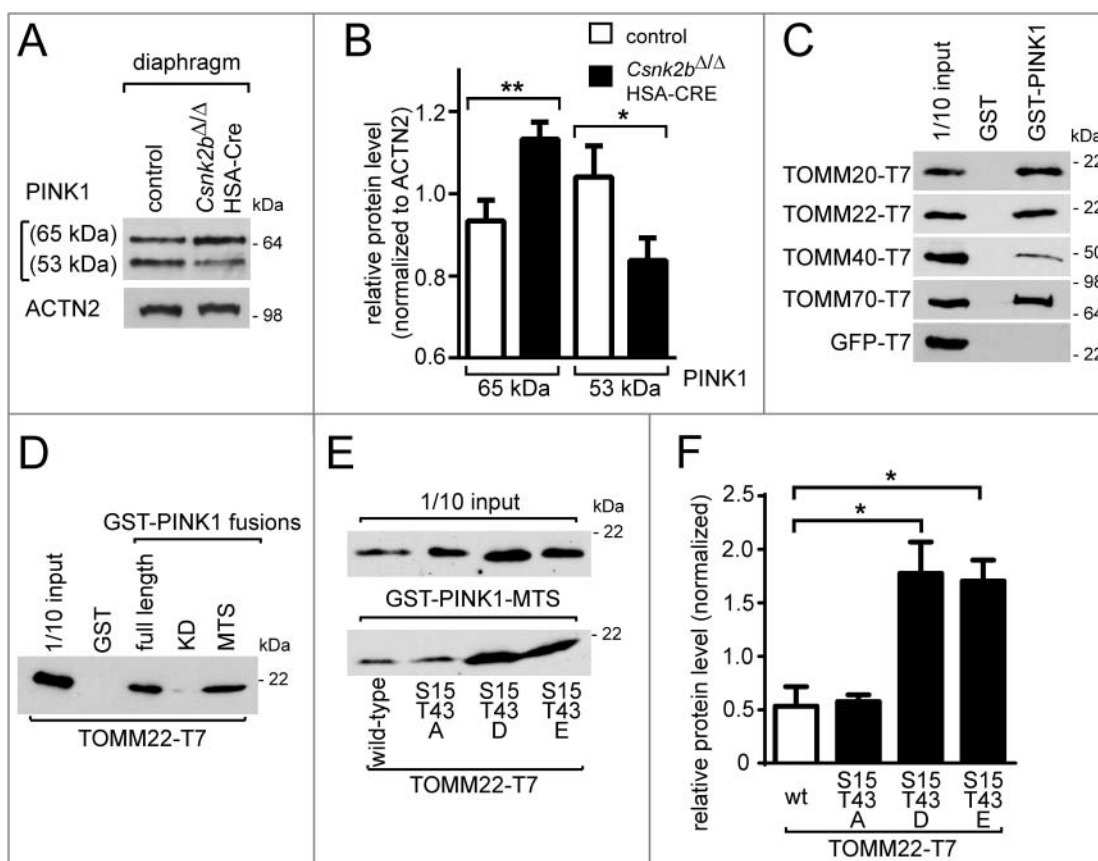 A
diaphragm
control
Csnk2bΔ/Δ
HSA-Cre
PINK1
kDa
(65 kDa)
- 64
(53 kDa)
ACTN2
- 98
B
control
Csnk2bΔ/Δ
HSA-CRE
relative protein level
(normalized to ACTN2)
**
*
1.2
1.0
0.8
0.6
65 kDa
53 kDa
PINK1
C
1/10 input
GST
GST-PINK1
kDa
TOMM20-T7
- 22
TOMM22-T7
- 22
TOMM40-T7
- 50
- 98
TOMM70-T7
- 64
GFP-T7
- 22
D
GST-PINK1 fusions
1/10 input
GST
full length
KD
MTS
kDa
- 22
TOMM22-T7
E
1/10 input
kDa
- 22
GST-PINK1-MTS
- 22
wild-type
S15 S15 S15
T43 T43 T43
A D E
TOMM22-T7
F
relative protein level (normalized)
*
*
2.5
2.0
1.5
1.0
0.5
0
wt
S15 S15 S15
T43 T43 T43
A D E
TOMM22-T7